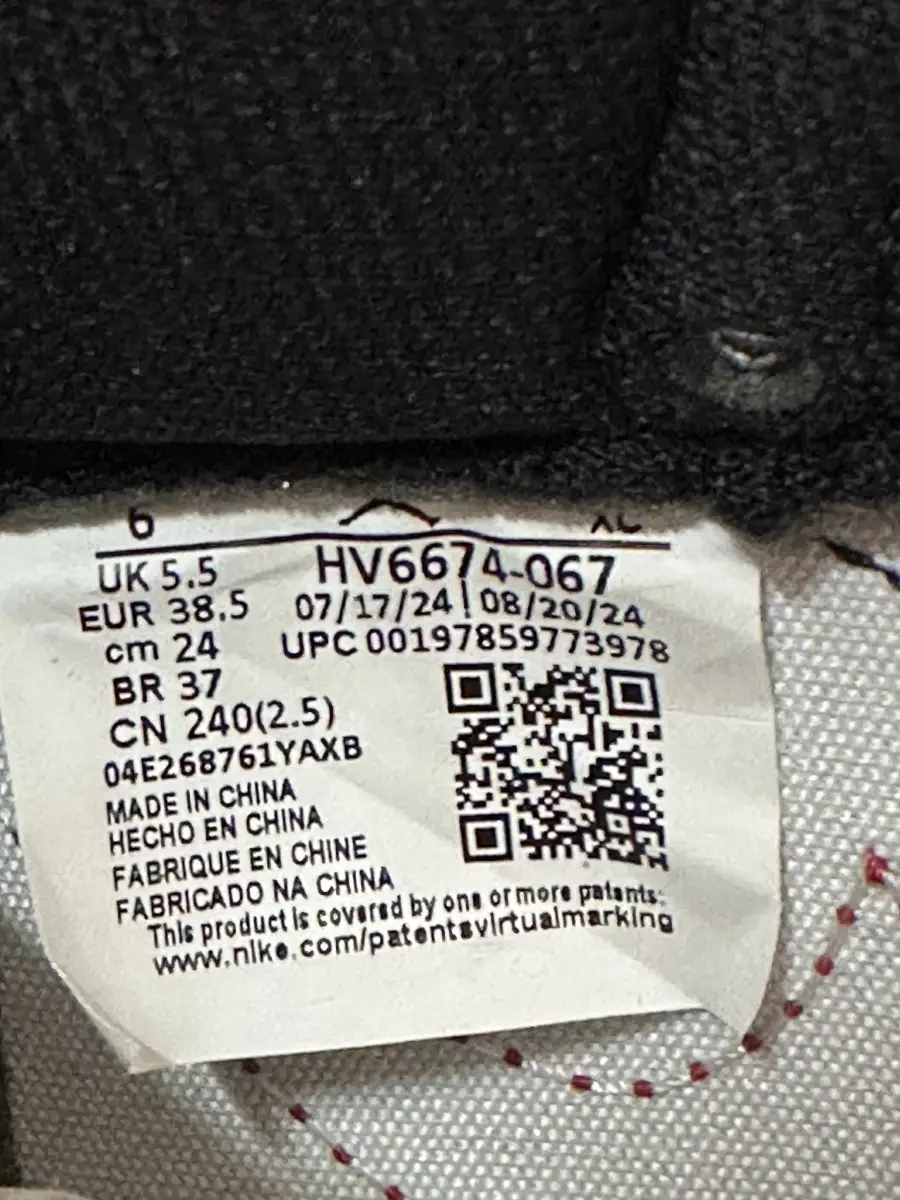 6
UK 5.5
EUR 38.5
cm 24
BR 37
CN 240(2.5)
04E268761YAXB
MADE IN CHINA
HECHO EN CHINA
FABRIQUE EN CHINE
FABRICADO NA CHINA
HV6674-067
07/17/24|08/20/24
UPC 00197859773978
This product is covered by one or more patents:
www.nike.com/patentsvirtualmarking